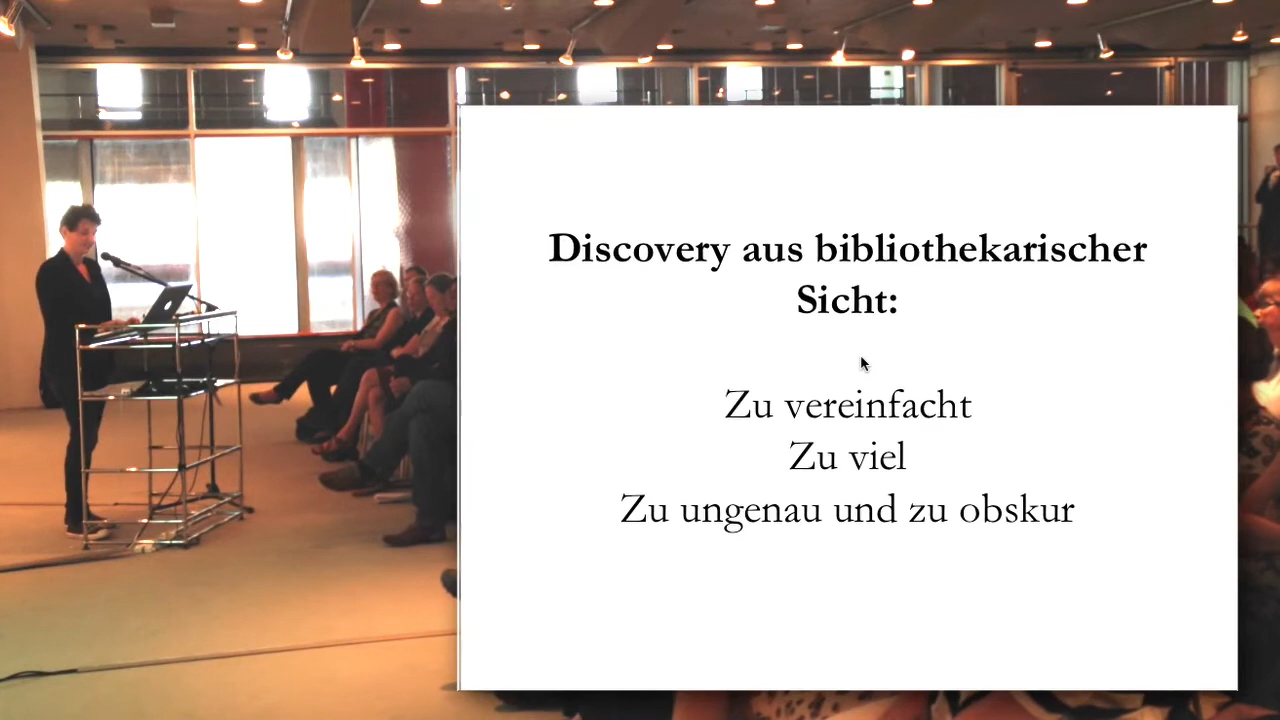 Discovery aus bibliothekarischer
Sicht:
Zu vereinfacht
Zu viel
Zu ungenau und zu obskur